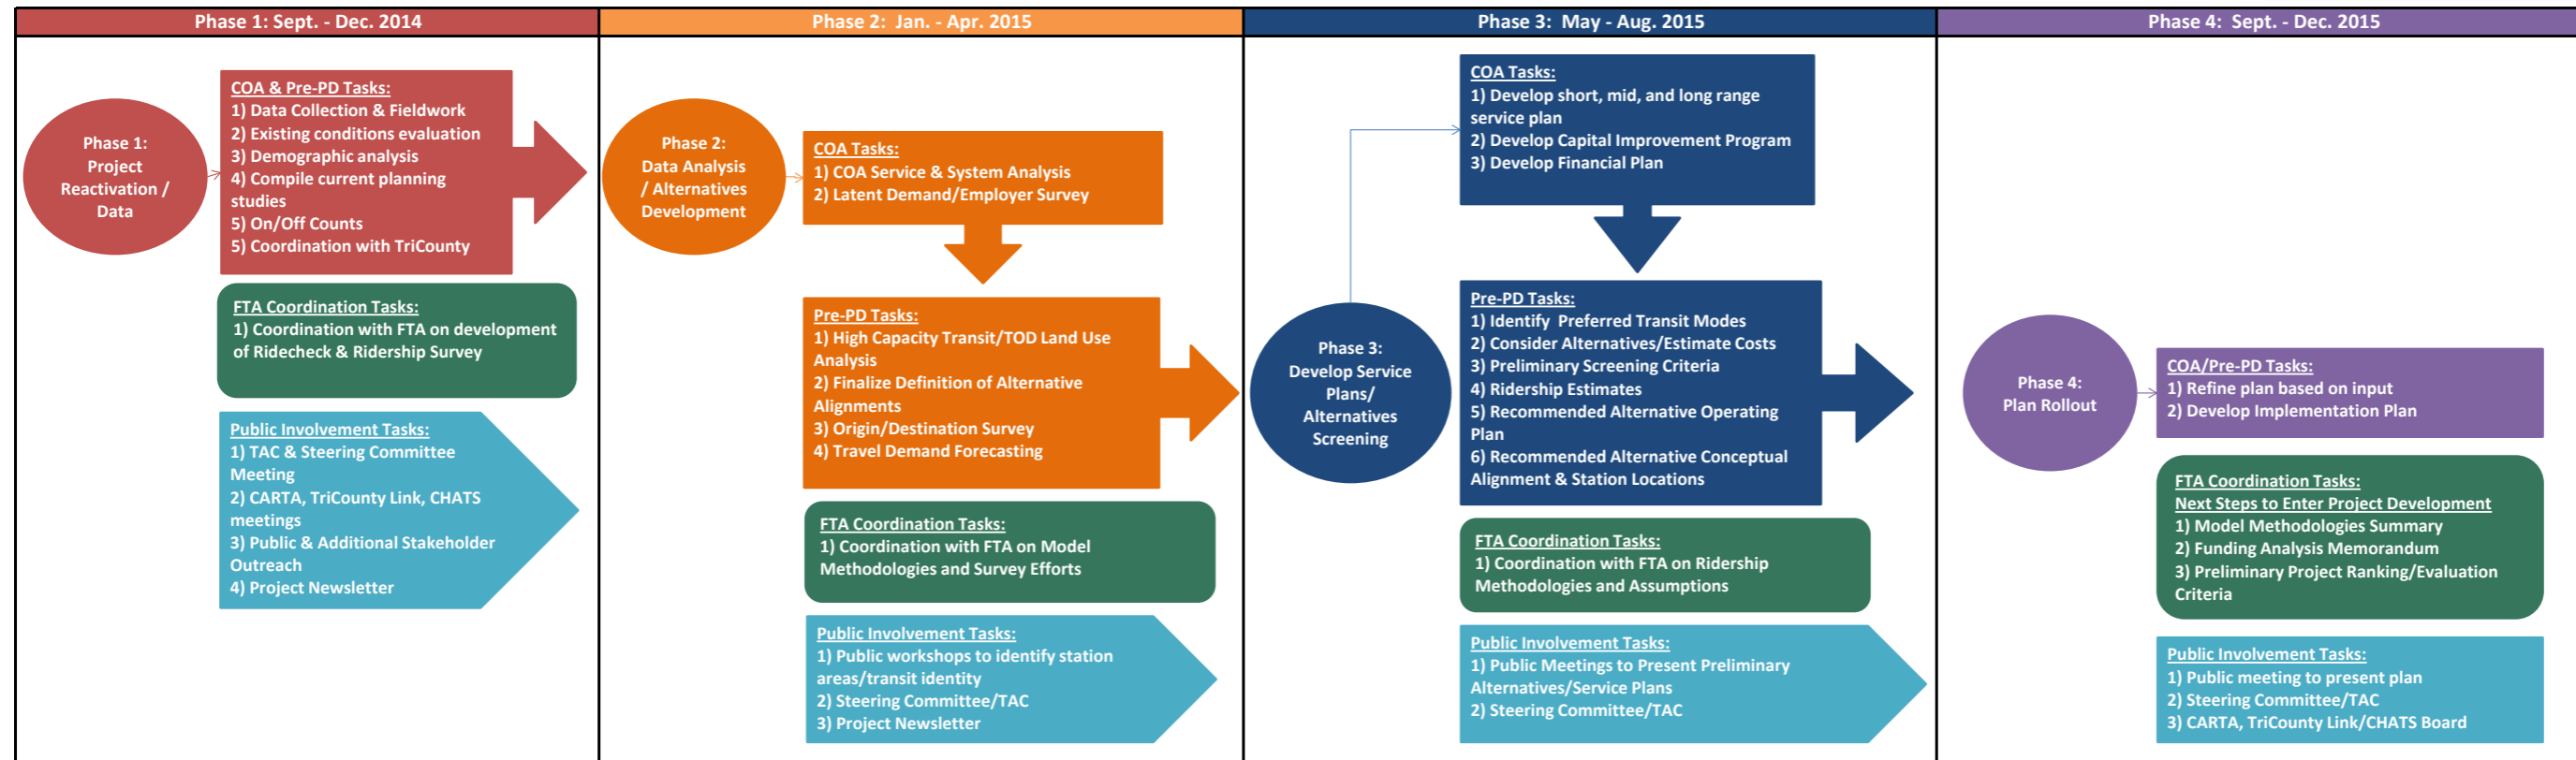 Phase 1: Sept. - Dec. 2014
Phase 2: Jan. - Apr. 2015
Phase 3: May - Aug. 2015
Phase 4: Sept. - Dec. 2015
Phase 1:
Project
Reactivation /
Data
COA & Pre-PD Tasks:
1) Data Collection & Fieldwork
2) Existing conditions evaluation
3) Demographic analysis
4) Compile current planning
studies
5) On/Off Counts
5) Coordination with TriCounty
FTA Coordination Tasks:
1) Coordination with FTA on development
of Ridecheck & Ridership Survey
Public Involvement Tasks:
1) TAC & Steering Committee
Meeting
2) CARTA, TriCounty Link, CHATS
meetings
3) Public & Additional Stakeholder
Outreach
4) Project Newsletter
Phase 2:
Data Analysis
/ Alternatives
Development
COA Tasks:
1) COA Service & System Analysis
2) Latent Demand/Employer Survey
Pre-PD Tasks:
1) High Capacity Transit/TOD Land Use
Analysis
2) Finalize Definition of Alternative
Alignments
3) Origin/Destination Survey
4) Travel Demand Forecasting
FTA Coordination Tasks:
1) Coordination with FTA on Model
Methodologies and Survey Efforts
Public Involvement Tasks:
1) Public workshops to identify station
areas/transit identity
2) Steering Committee/TAC
3) Project Newsletter
Phase 3:
Develop Service
Plans/
Alternatives
Screening
COA Tasks:
1) Develop short, mid, and long range
service plan
2) Develop Capital Improvement Program
3) Develop Financial Plan
Pre-PD Tasks:
1) Identify Preferred Transit Modes
2) Consider Alternatives/Estimate Costs
3) Preliminary Screening Criteria
4) Ridership Estimates
5) Recommended Alternative Operating
Plan
6) Recommended Alternative Conceptual
Alignment & Station Locations
FTA Coordination Tasks:
1) Coordination with FTA on Ridership
Methodologies and Assumptions
Public Involvement Tasks:
1) Public Meetings to Present Preliminary
Alternatives/Service Plans
2) Steering Committee/TAC
Phase 4:
Plan Rollout
COA/Pre-PD Tasks:
1) Refine plan based on input
2) Develop Implementation Plan
FTA Coordination Tasks:
Next Steps to Enter Project Development
1) Model Methodologies Summary
2) Funding Analysis Memorandum
3) Preliminary Project Ranking/Evaluation
Criteria
Public Involvement Tasks:
1) Public meeting to present plan
2) Steering Committee/TAC
3) CARTA, TriCounty Link/CHATS Board